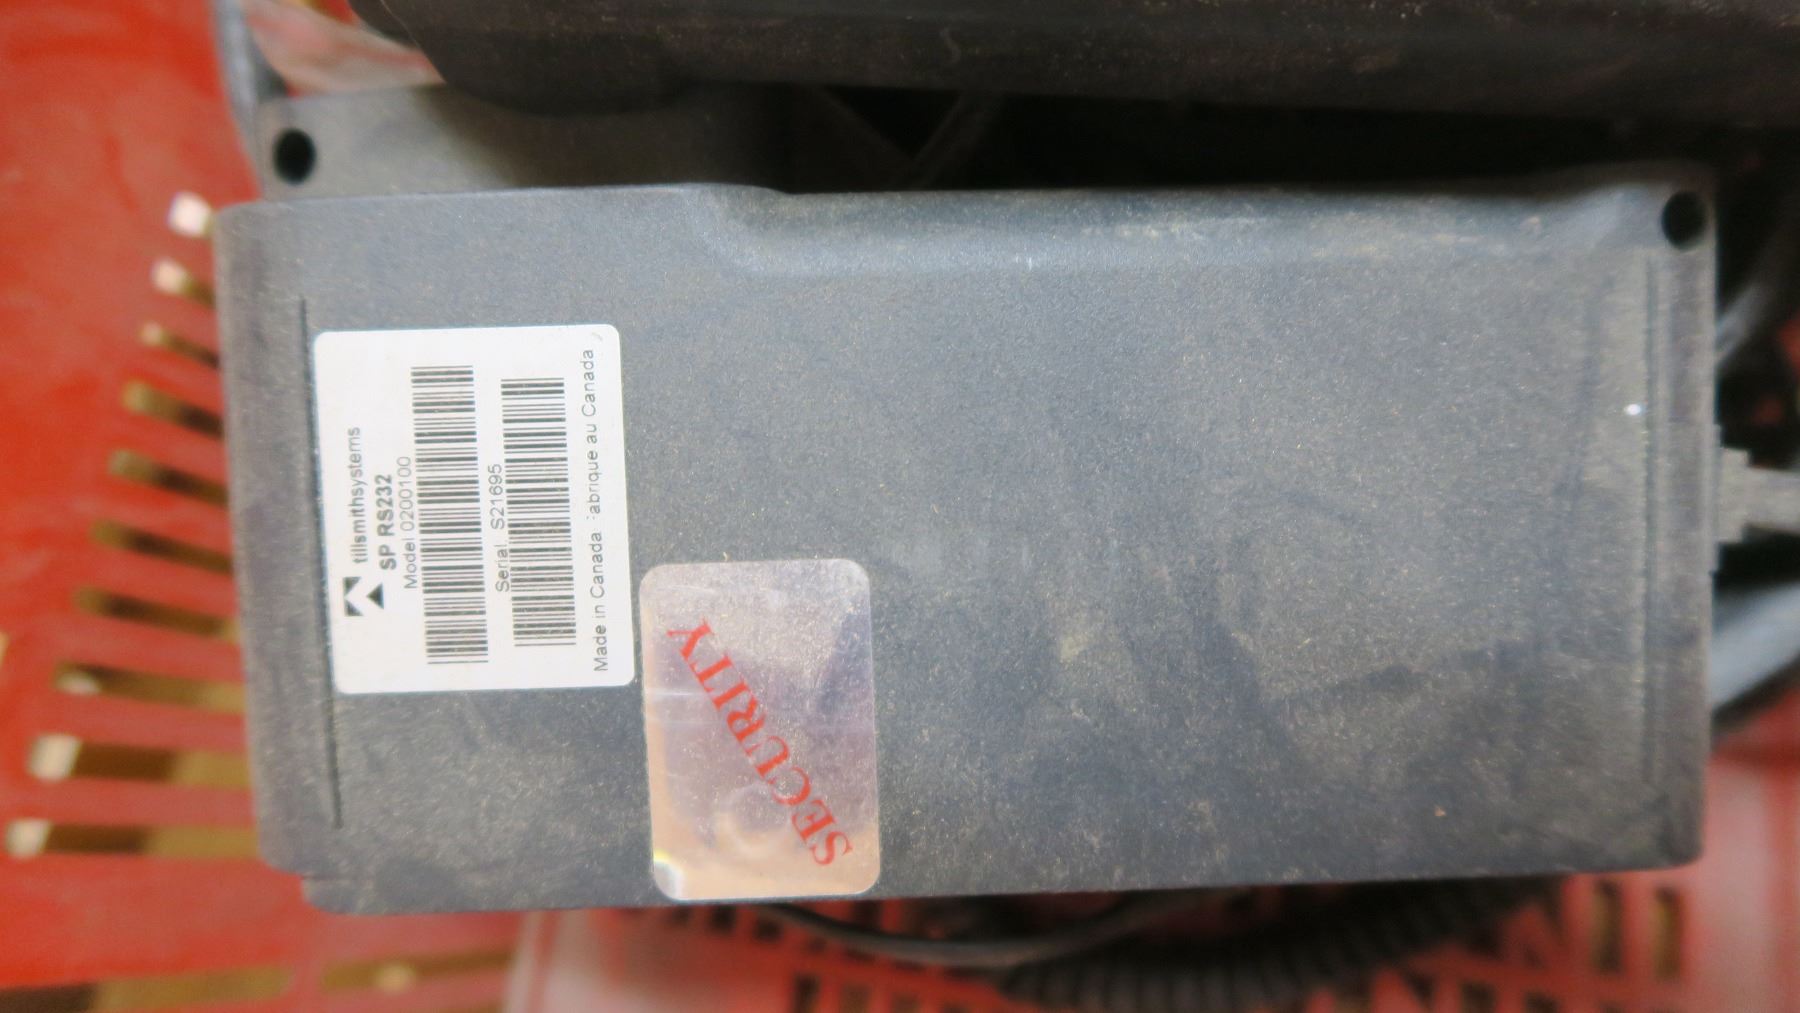 tillsmithsystems
SP RS232
Model 0200100
Serial. S21695
Made in Canada :abrique au Canada
SECURITY